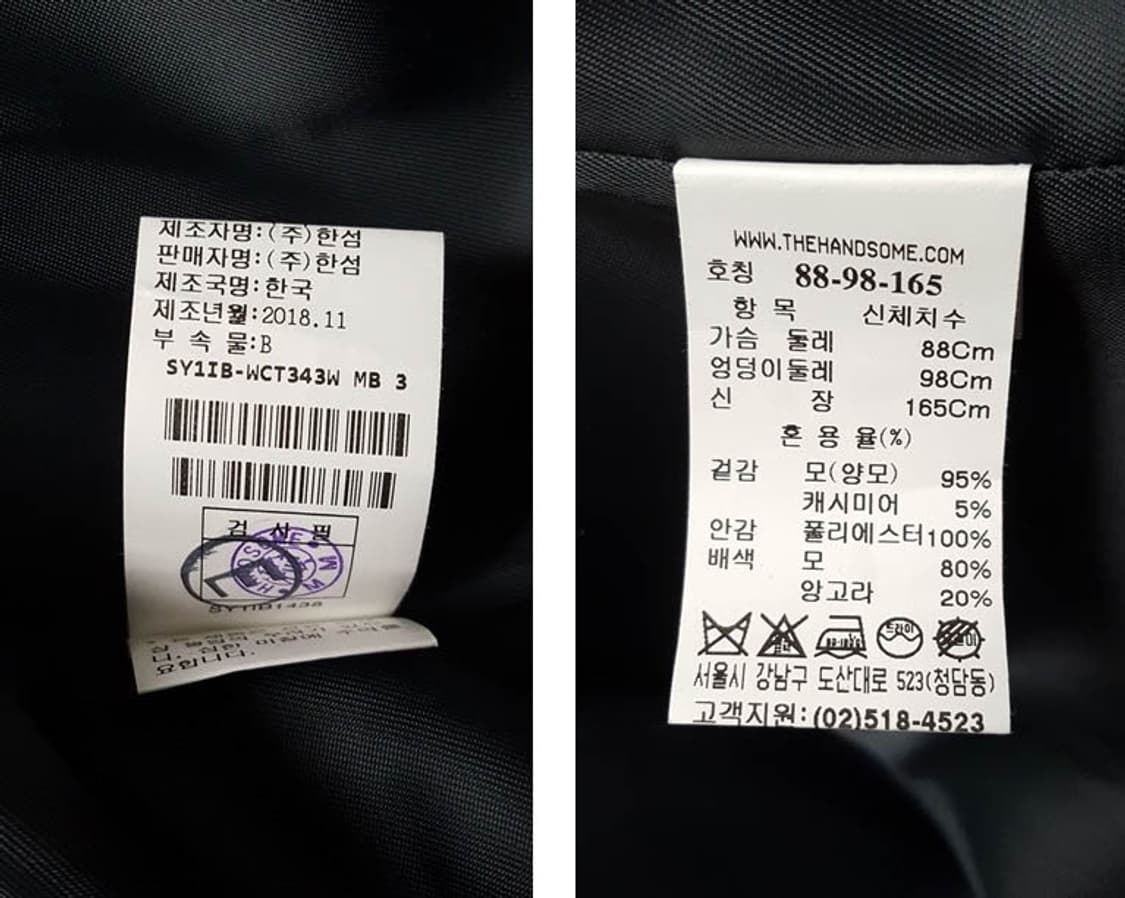 제조자명:(주)한섬
판매자명:(주)한섬
제조국명:한국
제조년월:2018.11
부 속 물:B
SY1IB-WCT343W MB 3
검 사 필
SY1IB1438
요합니다.
WWW.THEHANDSOME.COM
호칭 88-98-165
항 목 신체치수
가슴 둘레 88Cm
엉덩이둘레 98Cm
신 장 165Cm
혼 용 율(%)
겉감 모(양모) 95%
캐시미어 5%
안감 폴리에스터100%
배색 모 80%
앙고라 20%
드라이
서울시 강남구 도산대로 523(청담동)
고객지원:(02)518-4523